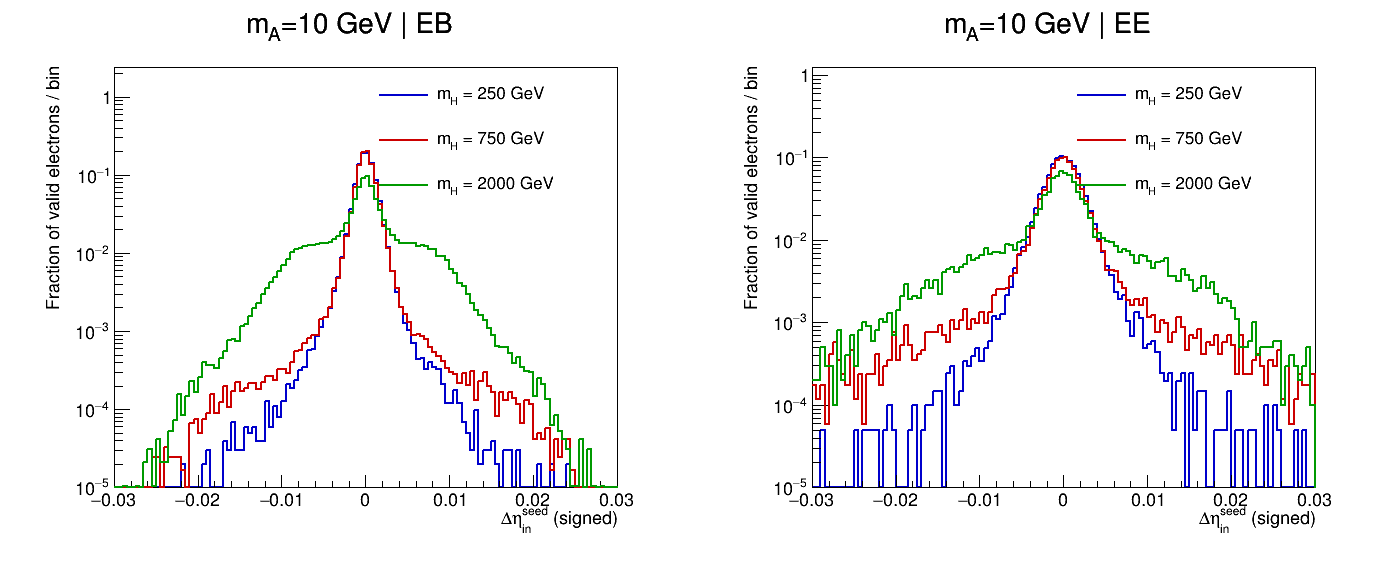 m_A=10 GeV | EB
Fraction of valid electrons / bin
m_H = 250 GeV
m_H = 750 GeV
m_H = 2000 GeV
1
10⁻¹
10⁻²
10⁻³
10⁻⁴
10⁻⁵
−0.03 −0.02 −0.01 0 0.01 0.02 0.03
Δη_in^seed (signed)
m_A=10 GeV | EE
Fraction of valid electrons / bin
m_H = 250 GeV
m_H = 750 GeV
m_H = 2000 GeV
1
10⁻¹
10⁻²
10⁻³
10⁻⁴
10⁻⁵
−0.03 −0.02 −0.01 0 0.01 0.02 0.03
Δη_in^seed (signed)